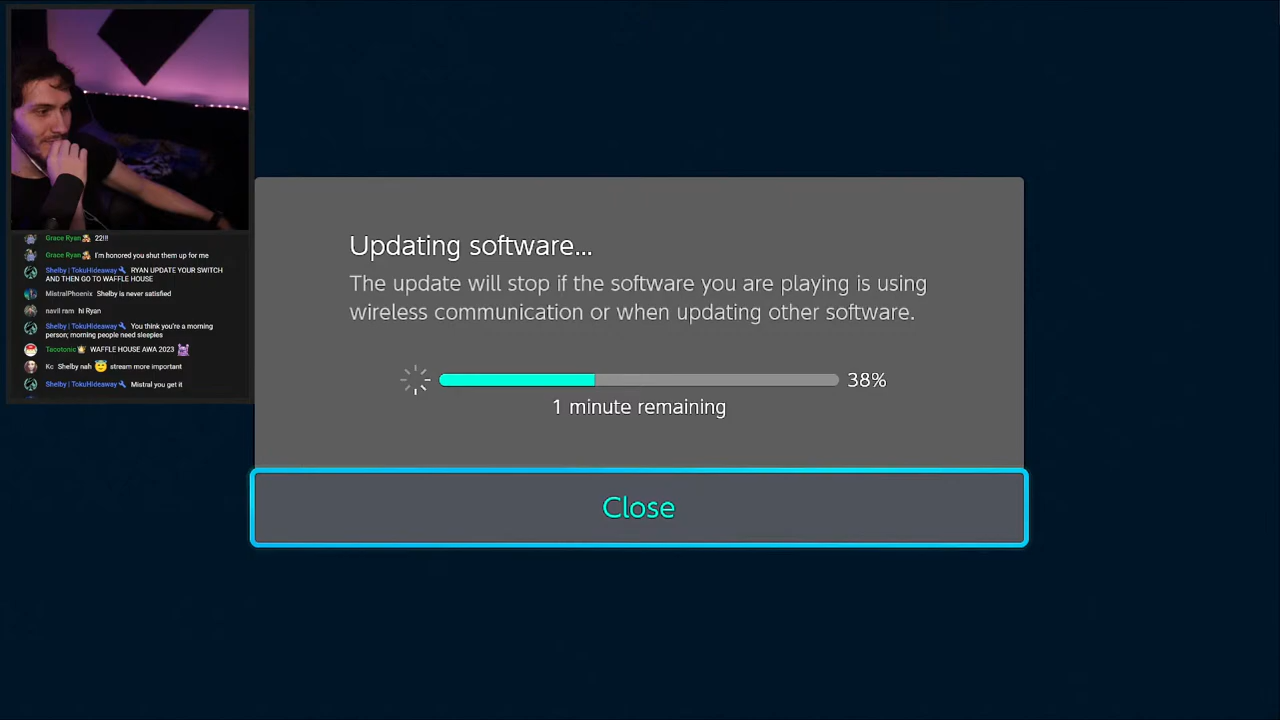 Grace Ryan 22!!!
Grace Ryan I'm honored you shut them up for me
Shelby | TokuHideaway RYAN UPDATE YOUR SWITCH
AND THEN GO TO WAFFLE HOUSE
MistralPhoenix Shelby is never satisfied
navil ram hi Ryan
Shelby | TokuHideaway You think you're a morning
person; morning people need sleepies
Tecotonic WAFFLE HOUSE AWA 2023
Kc Shelby nah stream more important
Shelby | TokuHideaway Mistral you get it
Updating software...
The update will stop if the software you are playing is using
wireless communication or when updating other software.
38%
1 minute remaining
Close